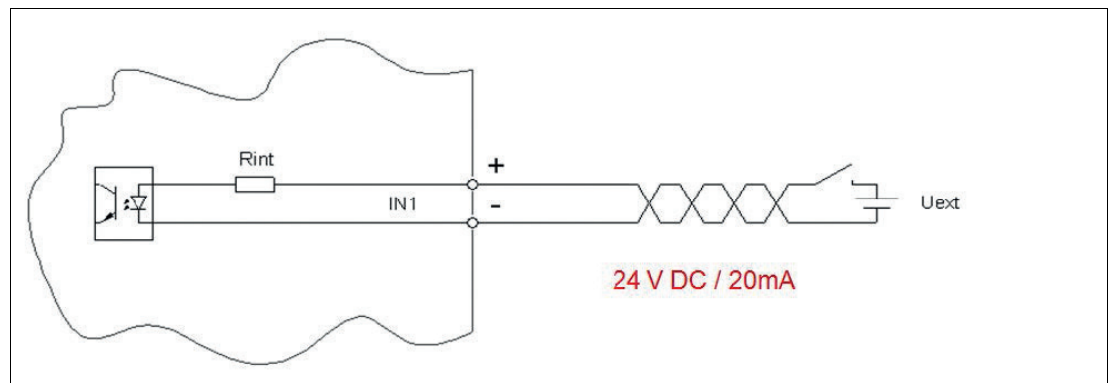 Rint
+
IN1
-
Uext
24 V DC / 20mA